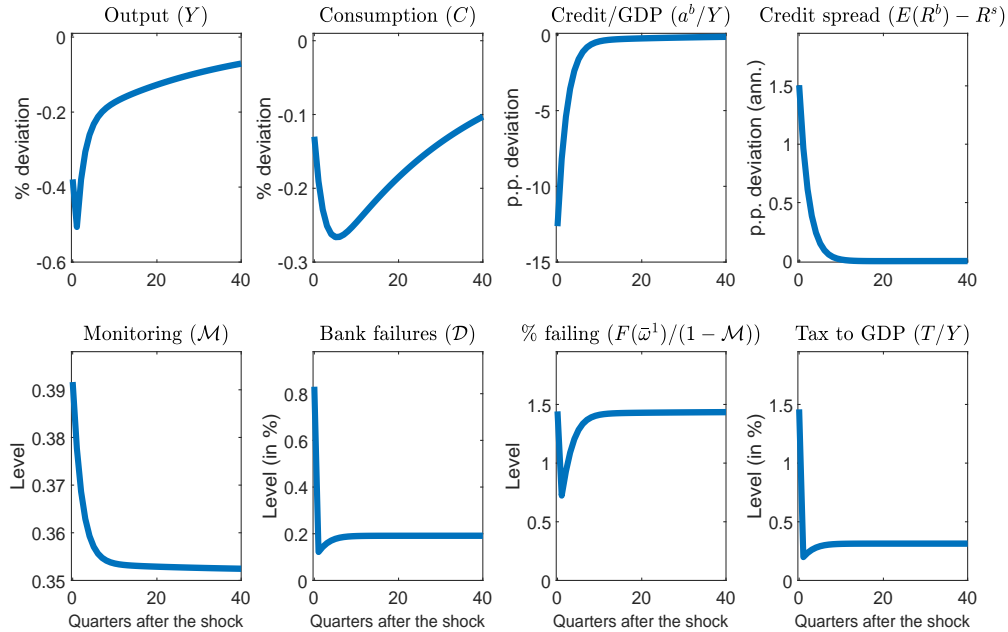 Output (Y)
% deviation
0
-0.2
-0.4
-0.6
0 20 40
Consumption (C)
% deviation
0
-0.1
-0.2
-0.3
0 20 40
Credit/GDP (a^b/Y)
p.p. deviation
0
-5
-10
-15
0 20 40
Credit spread (E(R^b) − R^s)
p.p. deviation (ann.)
1.5
1
0.5
0
0 20 40
Monitoring (ℳ)
Level
0.39
0.38
0.37
0.36
0.35
0 20 40
Quarters after the shock
Bank failures (𝒟)
Level (in %)
0.8
0.6
0.4
0.2
0
0 20 40
Quarters after the shock
% failing (F(ω̄¹)/(1 − ℳ))
Level
1.5
1
0.5
0
0 20 40
Quarters after the shock
Tax to GDP (T/Y)
Level (in %)
1.5
1
0.5
0
0 20 40
Quarters after the shock